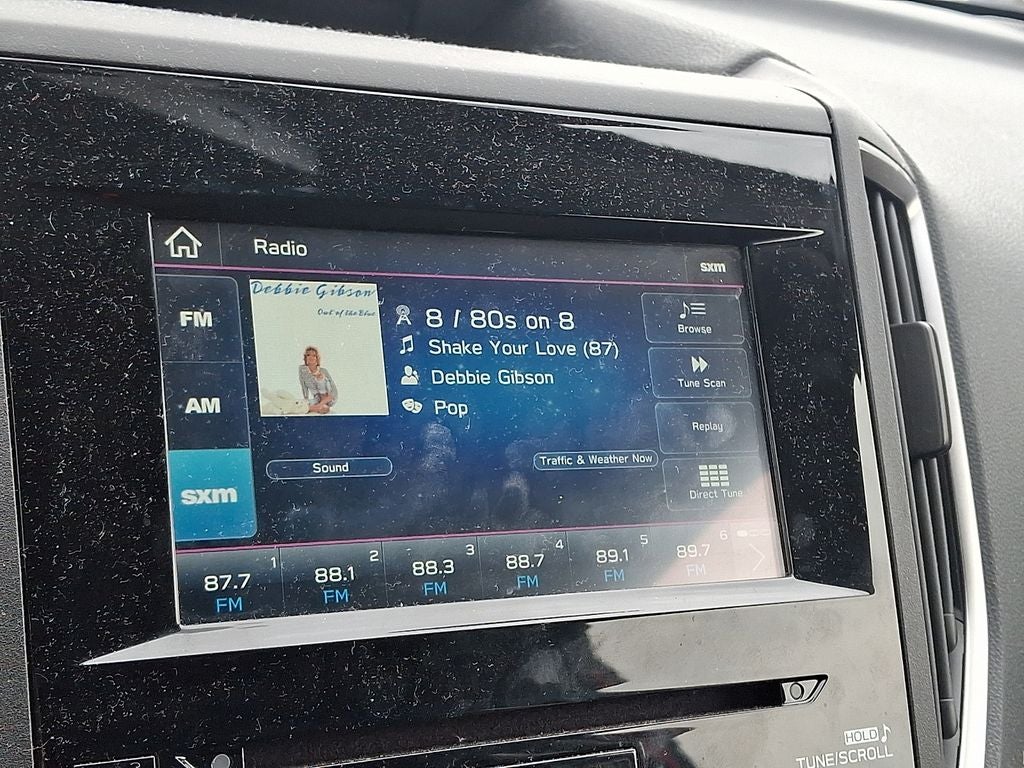 Radio
sxm
FM
AM
sxm
Debbie Gibson
Out of the Blue
8 / 80s on 8
Shake Your Love (87)
Debbie Gibson
Pop
Browse
Tune Scan
Replay
Direct Tune
Sound
Traffic & Weather Now
1 2 3 4 5 6
87.7 88.1 88.3 88.7 89.1 89.7
FM FM FM FM FM FM
HOLD
TUNE/SCROLL